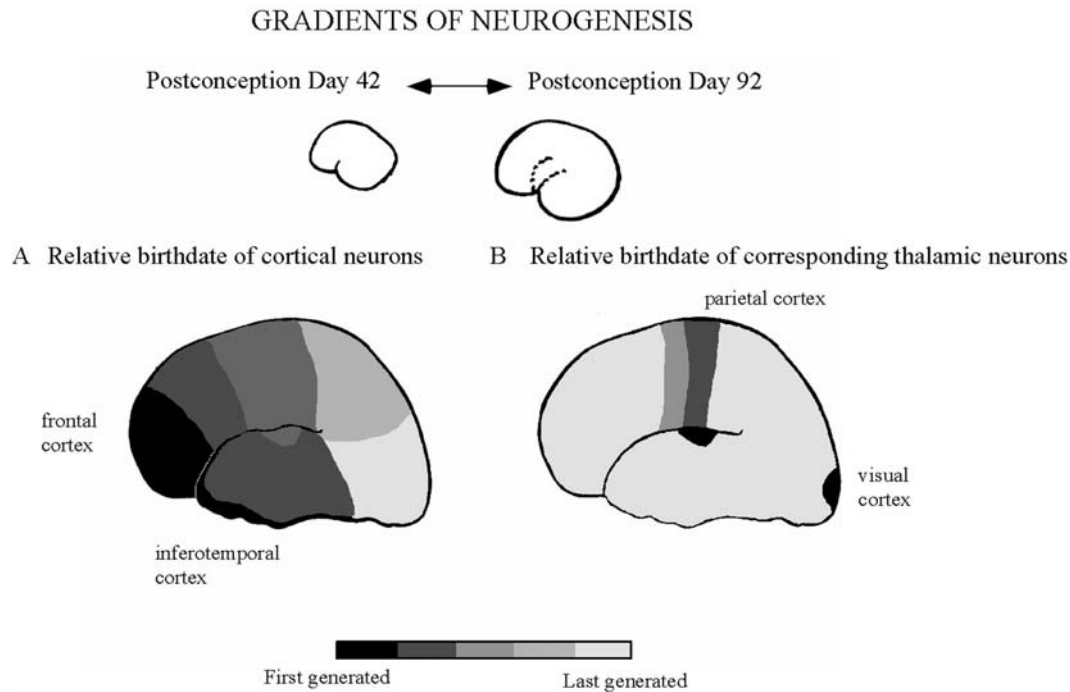 GRADIENTS OF NEUROGENESIS
Postconception Day 42
Postconception Day 92
A Relative birthdate of cortical neurons
B Relative birthdate of corresponding thalamic neurons
parietal cortex
frontal
cortex
visual
cortex
inferotemporal
cortex
First generated
Last generated